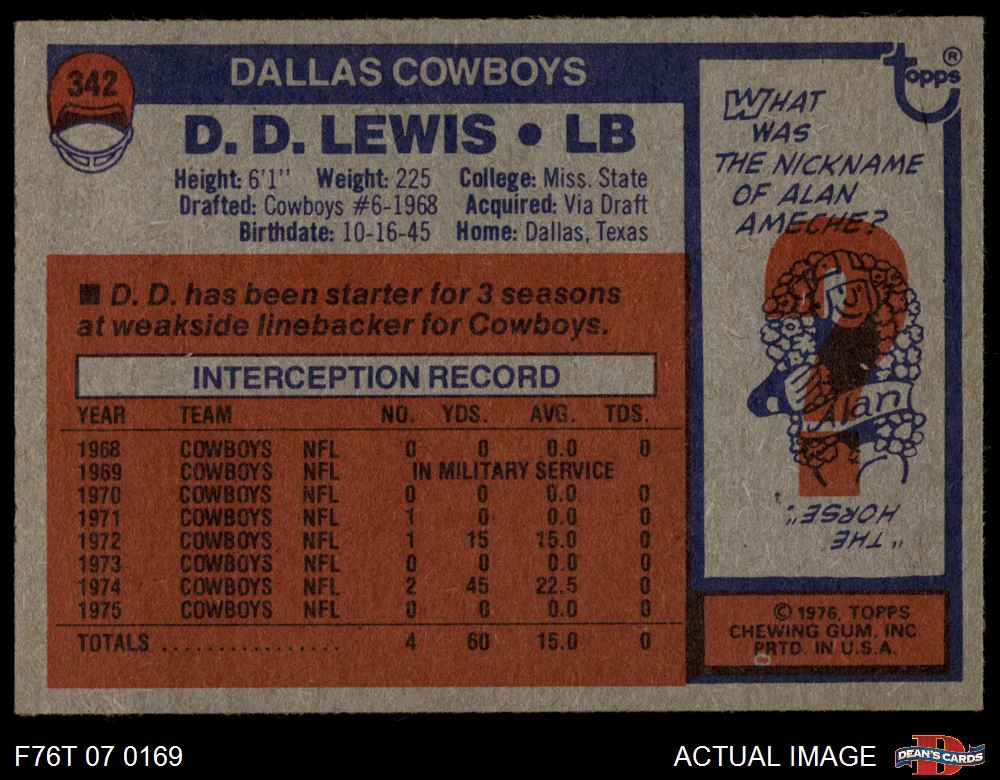 342
DALLAS COWBOYS
D. D. LEWIS • LB
Height: 6'1" Weight: 225 College: Miss. State
Drafted: Cowboys #6-1968 Acquired: Via Draft
Birthdate: 10-16-45 Home: Dallas, Texas
■ D. D. has been starter for 3 seasons
at weakside linebacker for Cowboys.
INTERCEPTION RECORD
YEAR TEAM NO. YDS. AVG. TDS.
1968 COWBOYS NFL 0 0 0.0 0
1969 COWBOYS NFL IN MILITARY SERVICE
1970 COWBOYS NFL 0 0 0.0 0
1971 COWBOYS NFL 1 0 0.0 0
1972 COWBOYS NFL 1 15 15.0 0
1973 COWBOYS NFL 0 0 0.0 0
1974 COWBOYS NFL 2 45 22.5 0
1975 COWBOYS NFL 0 0 0.0 0
TOTALS ................ 4 60 15.0 0
topps ®
WHAT
WAS
THE NICKNAME
OF ALAN
AMECHE?
Alan
"THE
HORSE".
© 1976, TOPPS
CHEWING GUM, INC.
PRTD. IN U.S.A.
F76T 07 0169
ACTUAL IMAGE
D
DEAN'S CARDS